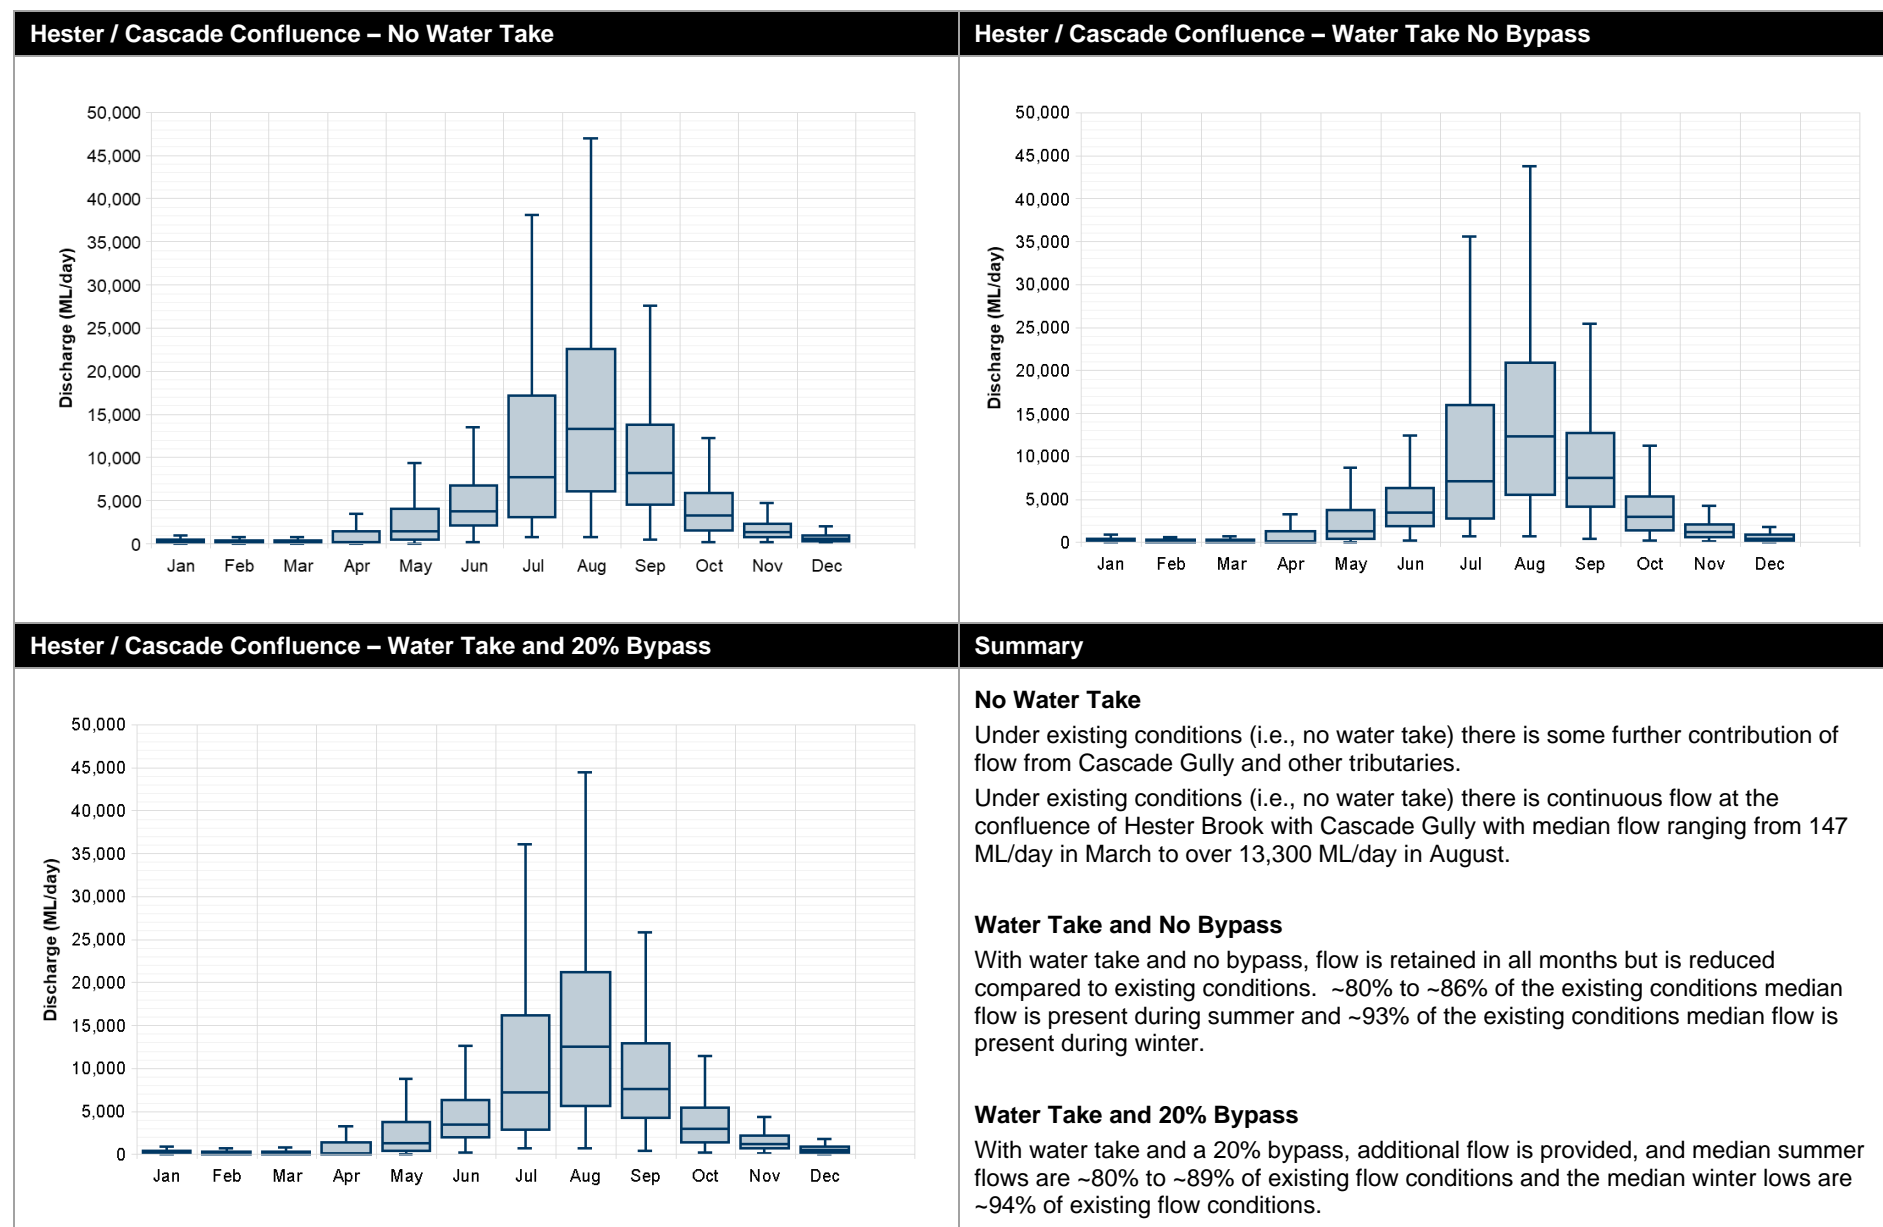 Hester / Cascade Confluence – No Water Take
50,000
45,000
40,000
35,000
30,000
25,000
20,000
15,000
10,000
5,000
0
Discharge (ML/day)
Jan Feb Mar Apr May Jun Jul Aug Sep Oct Nov Dec
Hester / Cascade Confluence – Water Take No Bypass
50,000
45,000
40,000
35,000
30,000
25,000
20,000
15,000
10,000
5,000
0
Discharge (ML/day)
Jan Feb Mar Apr May Jun Jul Aug Sep Oct Nov Dec
Hester / Cascade Confluence – Water Take and 20% Bypass
50,000
45,000
40,000
35,000
30,000
25,000
20,000
15,000
10,000
5,000
0
Discharge (ML/day)
Jan Feb Mar Apr May Jun Jul Aug Sep Oct Nov Dec
Summary
No Water Take
Under existing conditions (i.e., no water take) there is some further contribution of
flow from Cascade Gully and other tributaries.
Under existing conditions (i.e., no water take) there is continuous flow at the
confluence of Hester Brook with Cascade Gully with median flow ranging from 147
ML/day in March to over 13,300 ML/day in August.
Water Take and No Bypass
With water take and no bypass, flow is retained in all months but is reduced
compared to existing conditions.  ~80% to ~86% of the existing conditions median
flow is present during summer and ~93% of the existing conditions median flow is
present during winter.
Water Take and 20% Bypass
With water take and a 20% bypass, additional flow is provided, and median summer
flows are ~80% to ~89% of existing flow conditions and the median winter lows are
~94% of existing flow conditions.